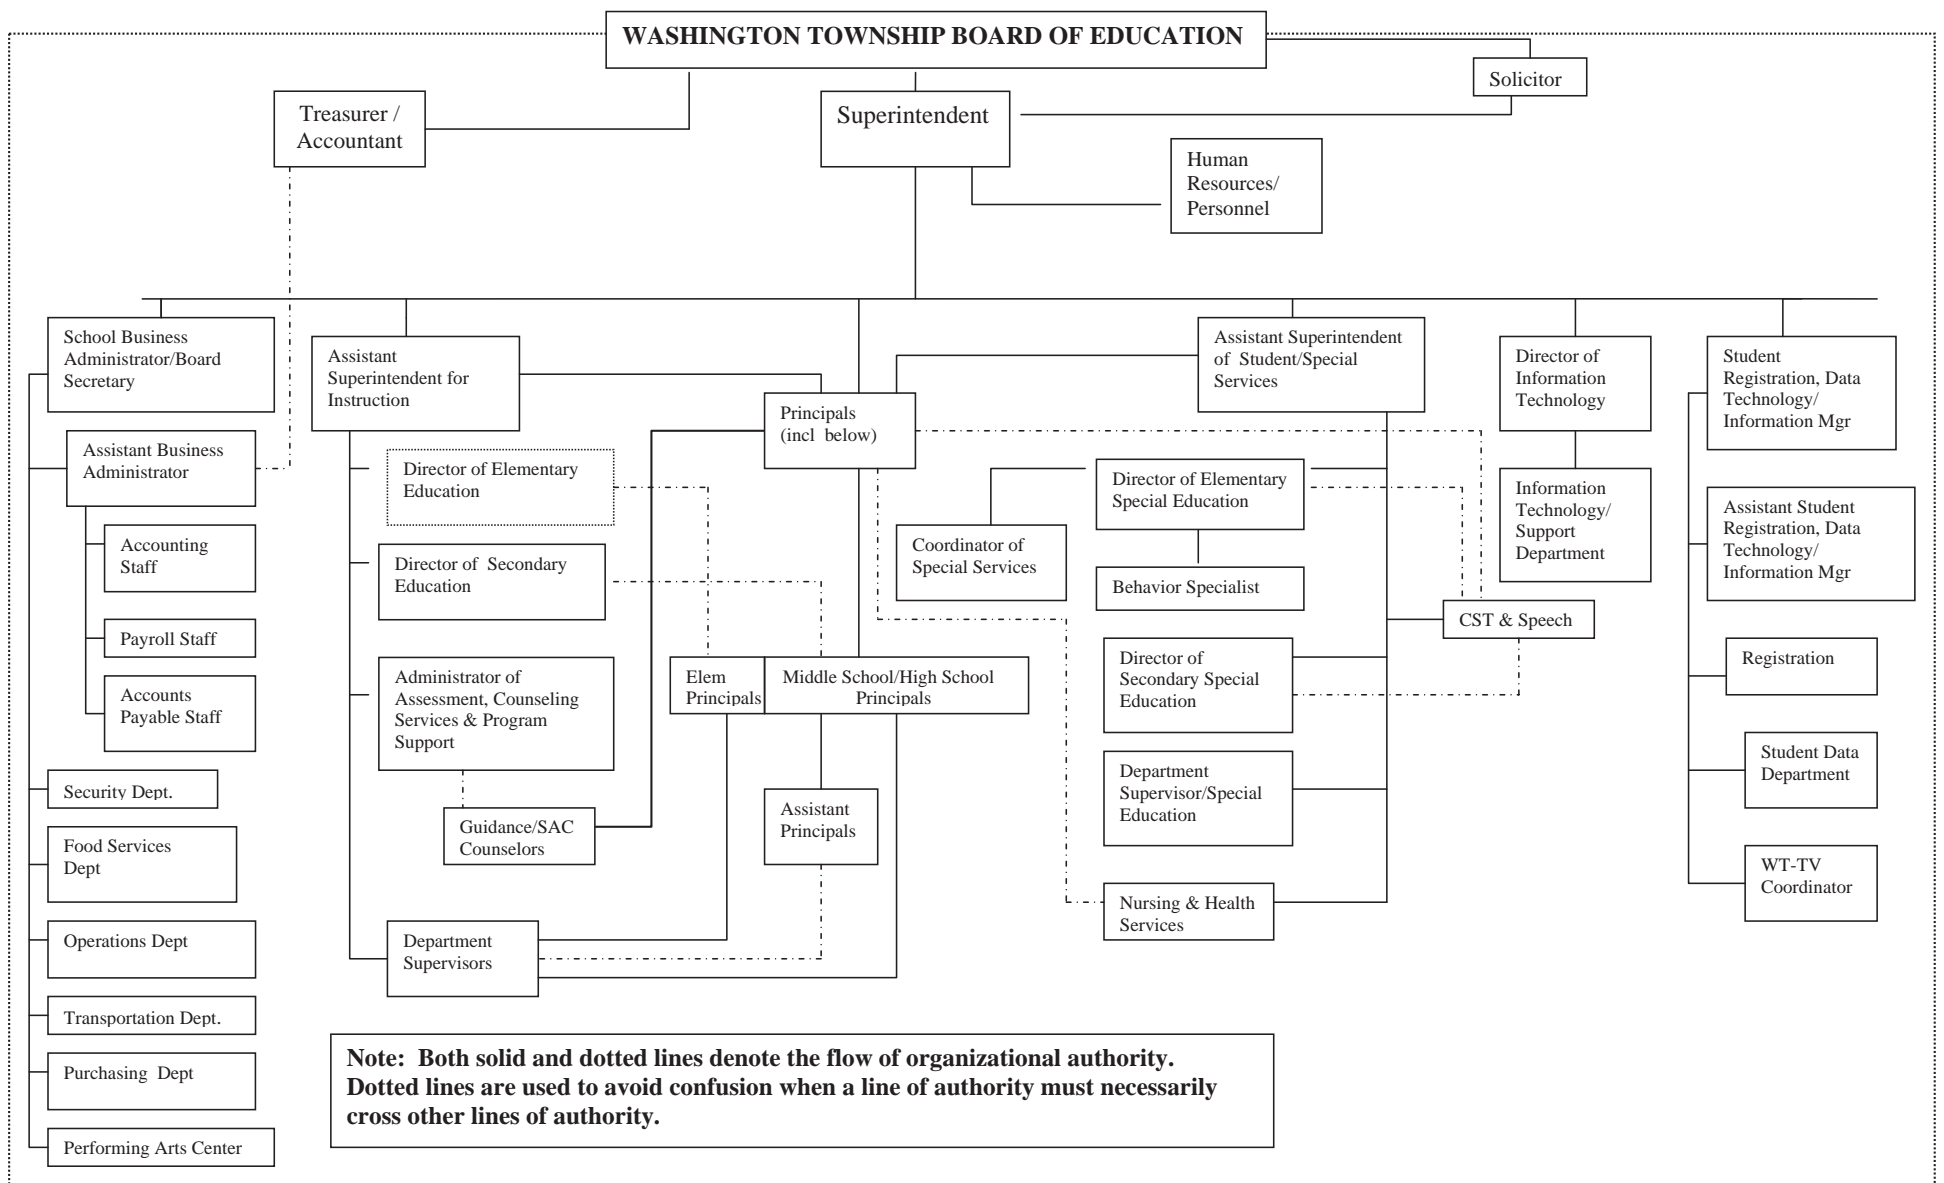 WASHINGTON TOWNSHIP BOARD OF EDUCATION
Solicitor
Treasurer /
Accountant
Superintendent
Human
Resources/
Personnel
School Business
Administrator/Board
Secretary
Assistant Business
Administrator
Accounting
Staff
Payroll Staff
Accounts
Payable Staff
Security Dept.
Food Services
Dept
Operations Dept
Transportation Dept.
Purchasing Dept
Performing Arts Center
Assistant
Superintendent for
Instruction
Director of Elementary
Education
Director of Secondary
Education
Administrator of
Assessment, Counseling
Services & Program
Support
Guidance/SAC
Counselors
Department
Supervisors
Principals
(incl below)
Elem
Principals
Middle School/High School
Principals
Assistant
Principals
Assistant Superintendent
of Student/Special
Services
Director of Elementary
Special Education
Coordinator of
Special Services
Behavior Specialist
CST & Speech
Director of
Secondary Special
Education
Department
Supervisor/Special
Education
Nursing & Health
Services
Director of
Information
Technology
Information
Technology/
Support
Department
Student
Registration, Data
Technology/
Information Mgr
Assistant Student
Registration, Data
Technology/
Information Mgr
Registration
Student Data
Department
WT-TV
Coordinator
Note: Both solid and dotted lines denote the flow of organizational authority.
Dotted lines are used to avoid confusion when a line of authority must necessarily
cross other lines of authority.